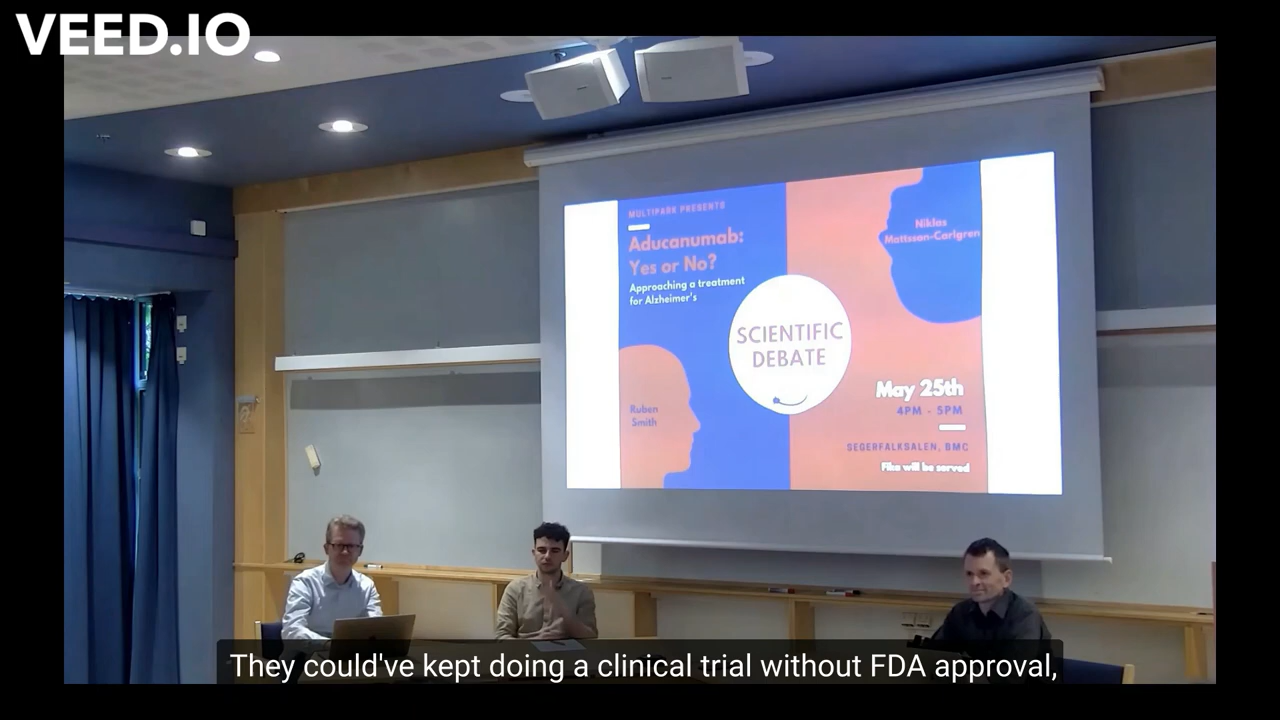 VEED.IO
MULTIPARK PRESENTS
Aducanumab:
Yes or No?
Approaching a treatment
for Alzheimer's
Niklas
Mattsson-Carlgren
SCIENTIFIC
DEBATE
Ruben
Smith
May 25th
4PM - 5PM
SEGERFALKSALEN, BMC
Fika will be served
They could've kept doing a clinical trial without FDA approval,